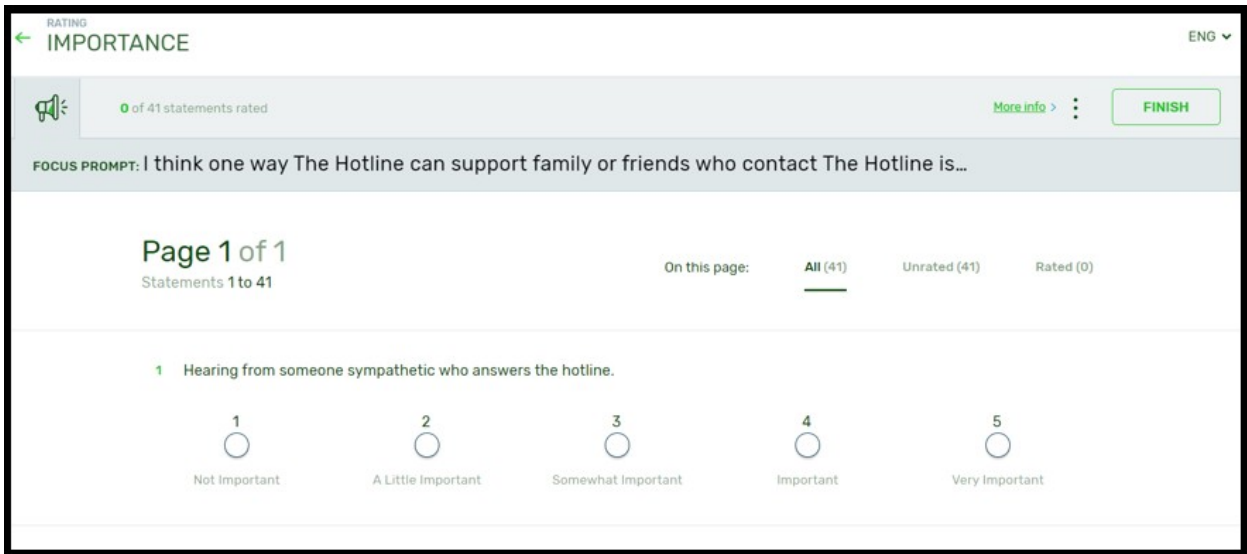 RATING
IMPORTANCE
ENG
0 of 41 statements rated
More info >
FINISH
FOCUS PROMPT: I think one way The Hotline can support family or friends who contact The Hotline is...
Page 1 of 1
Statements 1 to 41
On this page: All (41) Unrated (41) Rated (0)
1 Hearing from someone sympathetic who answers the hotline.
1 2 3 4 5
Not Important A Little Important Somewhat Important Important Very Important